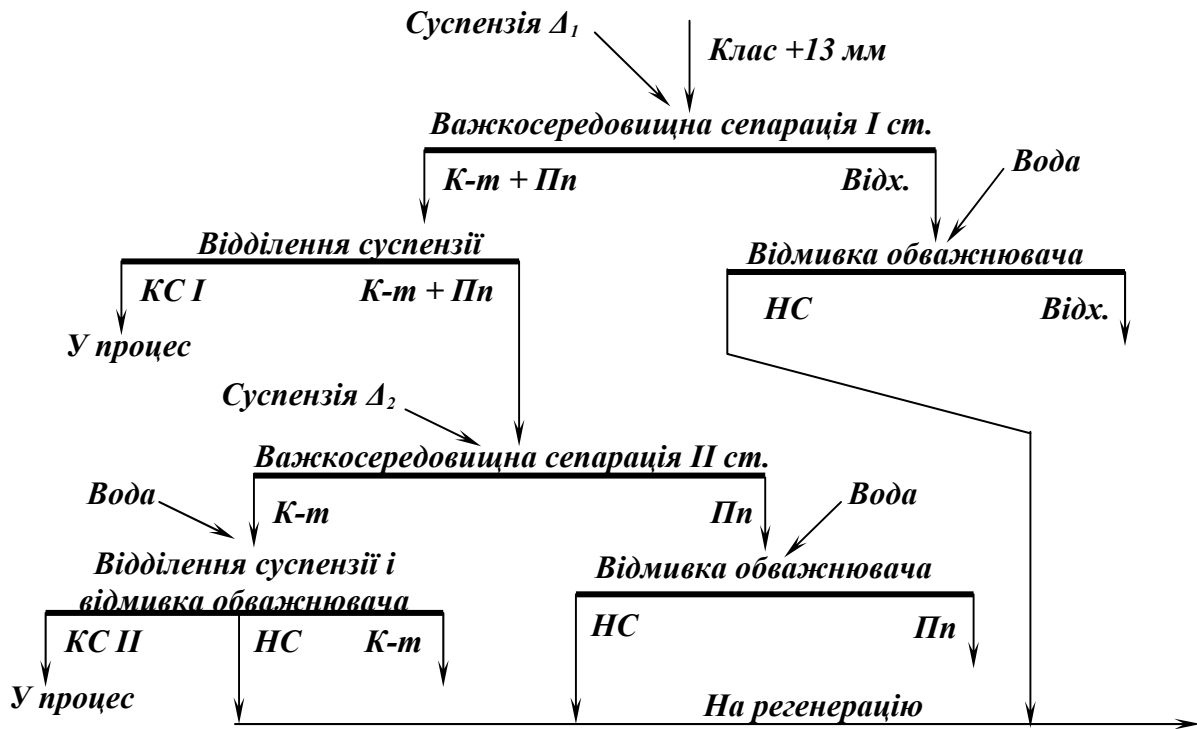 Суспензія Δ₁
Клас +13 мм
Важкосередовищна сепарація І ст.
К-т + Пп
Відх.
Вода
Відділення суспензії
Відмивка обважнювача
КС І
К-т + Пп
НС
Відх.
У процес
Суспензія Δ₂
Важкосередовищна сепарація ІІ ст.
Вода
К-т
Пп
Вода
Відділення суспензії і
відмивка обважнювача
Відмивка обважнювача
КС ІІ
НС
К-т
НС
Пп
У процес
На регенерацію